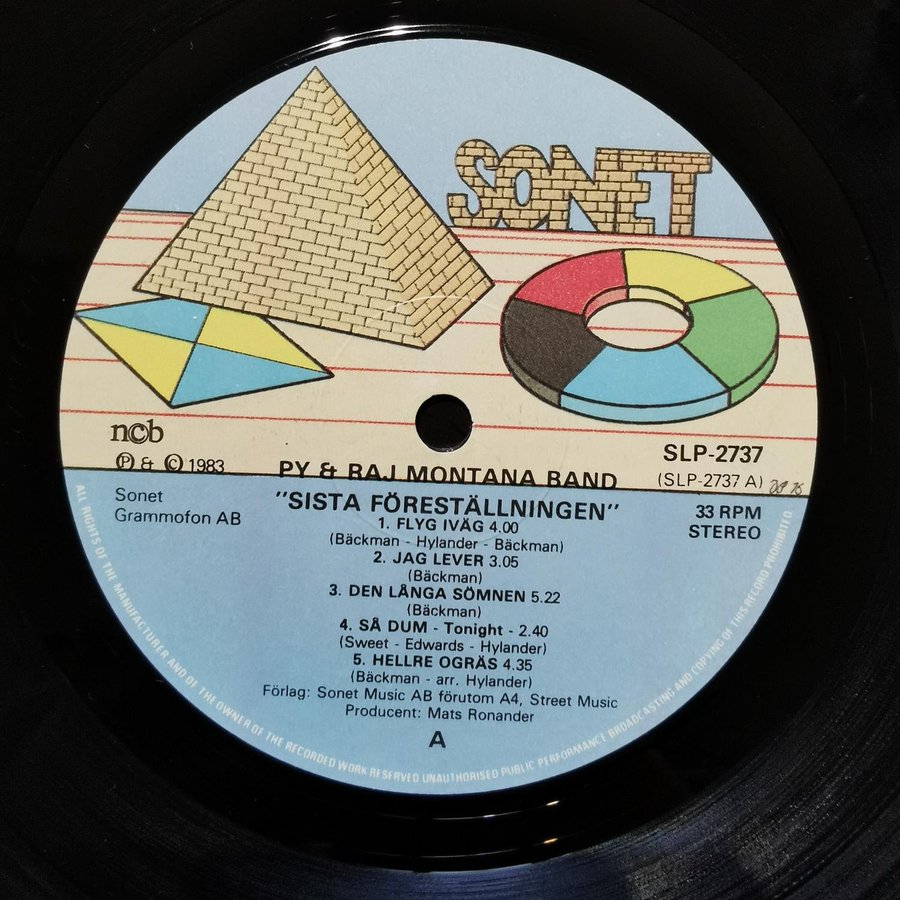 SONET
ncb
Ⓟ & © 1983
SLP-2737
(SLP-2737 A)
PY & RAJ MONTANA BAND
Sonet
Grammofon AB
"SISTA FÖRESTÄLLNINGEN"
33 RPM
STEREO
1. FLYG IVÄG 4.00
(Bäckman - Hylander - Bäckman)
2. JAG LEVER 3.05
(Bäckman)
3. DEN LÅNGA SÖMNEN 5.22
(Bäckman)
4. SÅ DUM - Tonight - 2.40
(Sweet - Edwards - Hylander)
5. HELLRE OGRÄS 4.35
(Bäckman - arr. Hylander)
Förlag: Sonet Music AB förutom A4, Street Music
Producent: Mats Ronander
A
ALL RIGHTS OF THE MANUFACTURER AND OF THE OWNER OF THE RECORDED WORK RESERVED UNAUTHORISED PUBLIC PERFORMANCE BROADCASTING AND COPYING OF THIS RECORD PROHIBITED.